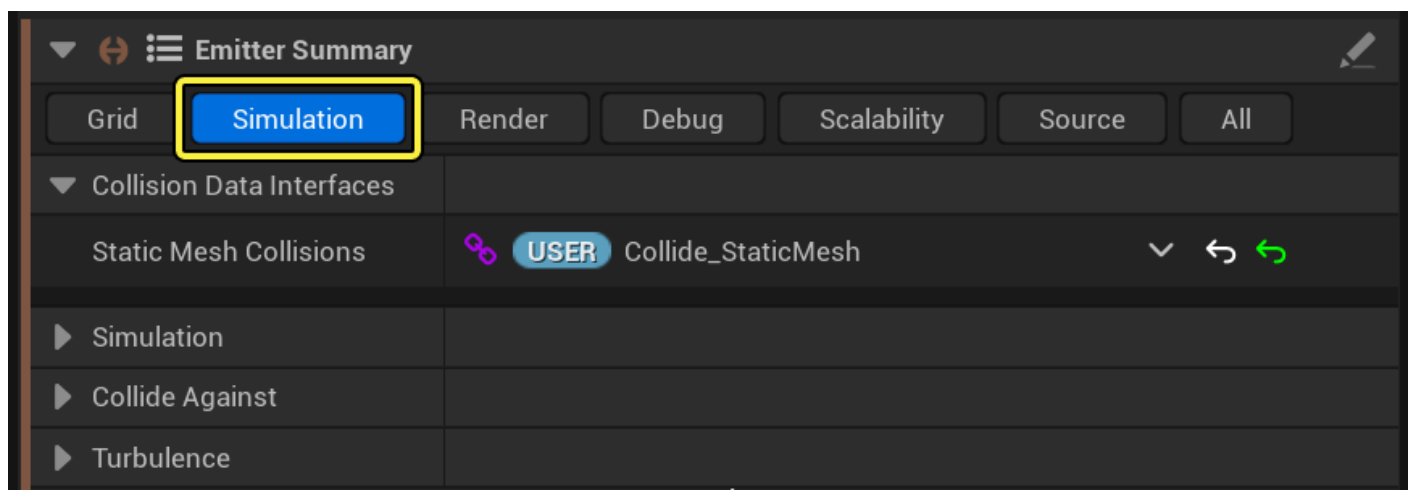 Emitter Summary
Grid Simulation Render Debug Scalability Source All
Collision Data Interfaces
Static Mesh Collisions USER Collide_StaticMesh
Simulation
Collide Against
Turbulence